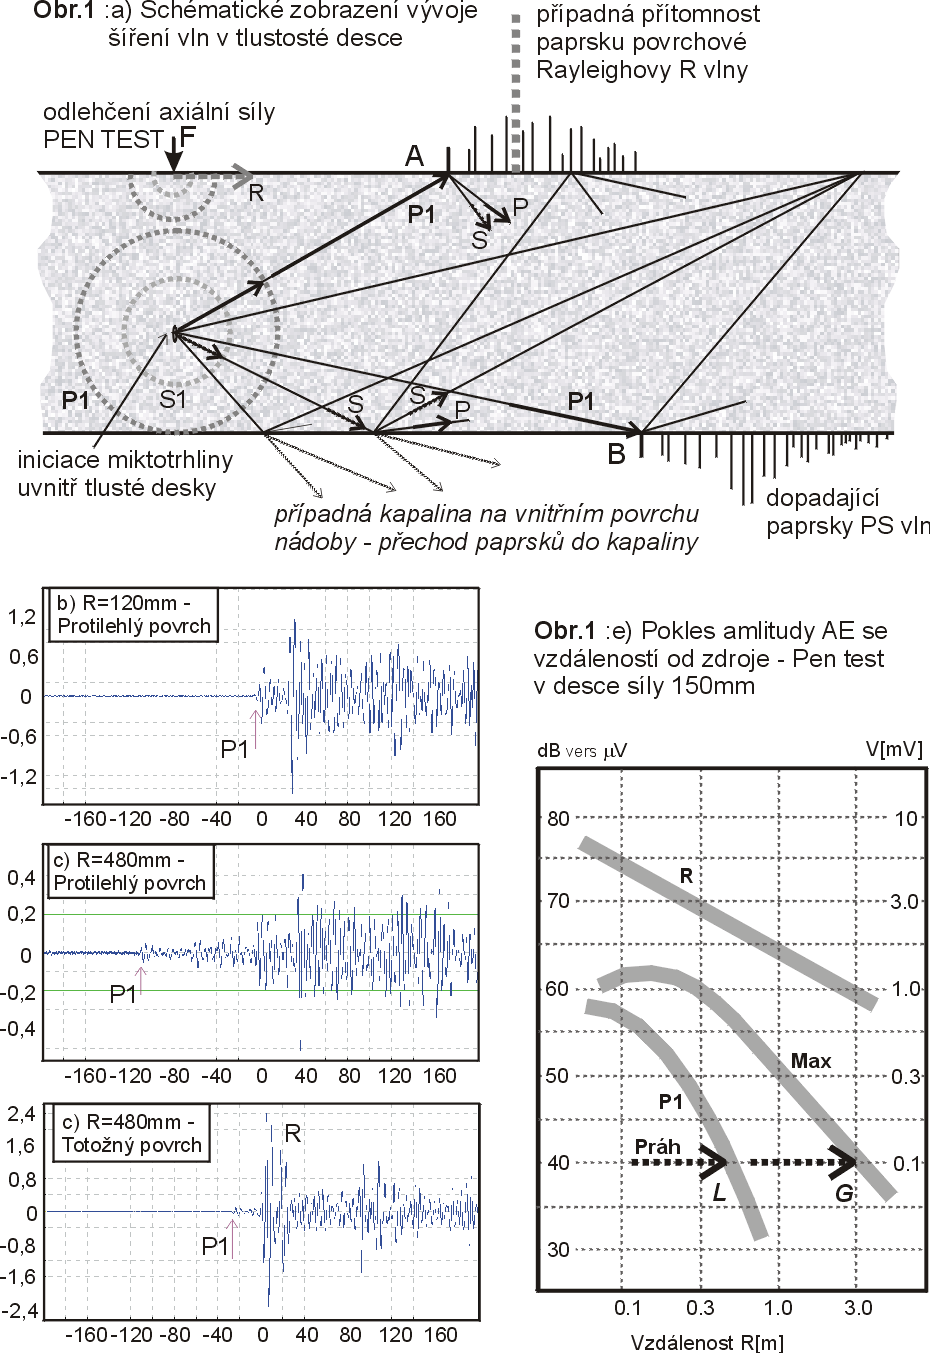 Obr.1 :a) Schématické zobrazení vývoje
šíření vln v tlustosté desce
případná přítomnost
paprsku povrchové
Rayleighovy R vlny
odlehčení axiální síly
PEN TEST F
R
A
P1
P
S
P1
S1
S
S
P
P1
B
iniciace miktotrhliny
uvnitř tlusté desky
dopadající
paprsky PS vln
případná kapalina na vnitřním povrchu
nádoby - přechod paprsků do kapaliny
b) R=120mm -
Protilehlý povrch
1,2
0,6
0
-0,6
-1,2
P1
-160 -120 -80 -40 0 40 80 120 160
c) R=480mm -
Protilehlý povrch
0,4
0,2
0
-0,2
-0,4
P1
-160 -120 -80 -40 0 40 80 120 160
c) R=480mm -
Totožný povrch
2,4
1,6
0,8
0
-0,8
-1,6
-2,4
R
P1
-160 -120 -80 -40 0 40 80 120 160
Obr.1 :e) Pokles amlitudy AE se
vzdáleností od zdroje - Pen test
v desce síly 150mm
dB vers µV V[mV]
80 10
R
70 3.0
60 1.0
Max
50 0.3
P1
Práh
40 0.1
L G
30
0.1 0.3 1.0 3.0
Vzdálenost R[m]